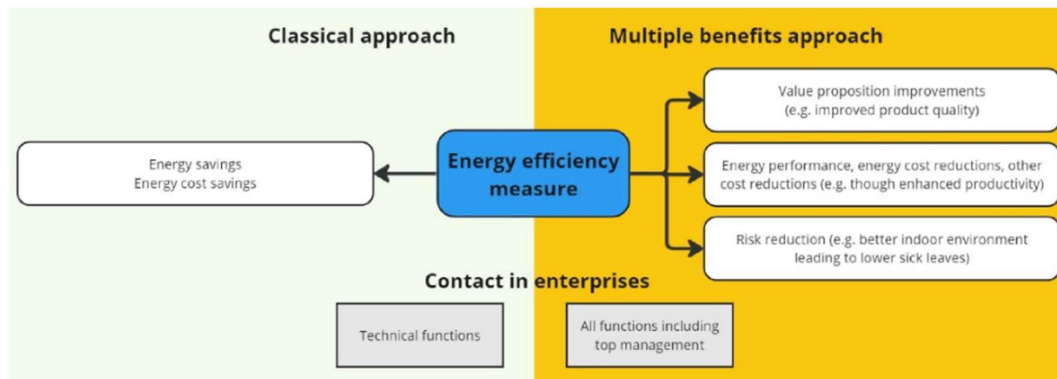 Classical approach
Multiple benefits approach
Energy savings
Energy cost savings
Energy efficiency
measure
Value proposition improvements
(e.g. improved product quality)
Energy performance, energy cost reductions, other
cost reductions (e.g. though enhanced productivity)
Risk reduction (e.g. better indoor environment
leading to lower sick leaves)
Contact in enterprises
Technical functions
All functions including
top management